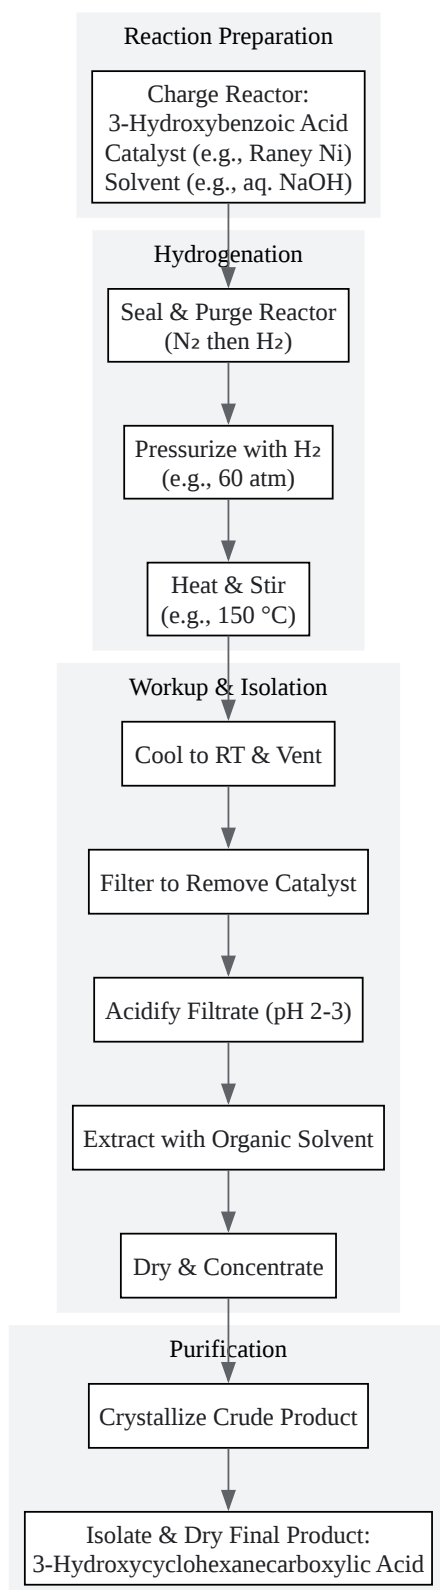 Reaction Preparation
Charge Reactor:
3-Hydroxybenzoic Acid
Catalyst (e.g., Raney Ni)
Solvent (e.g., aq. NaOH)
Hydrogenation
Seal & Purge Reactor
(N₂ then H₂)
Pressurize with H₂
(e.g., 60 atm)
Heat & Stir
(e.g., 150 °C)
Workup & Isolation
Cool to RT & Vent
Filter to Remove Catalyst
Acidify Filtrate (pH 2-3)
Extract with Organic Solvent
Dry & Concentrate
Purification
Crystallize Crude Product
Isolate & Dry Final Product:
3-Hydroxycyclohexanecarboxylic Acid